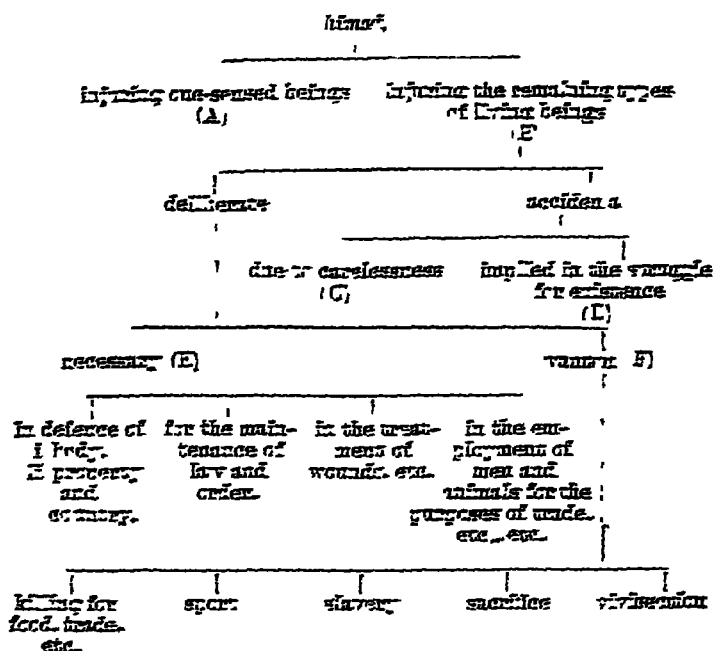 himsā.
injuring one-sensed beings
(A)
injuring the remaining types
of living beings
(B
deliberate
accidental
due to carelessness
(C)
implied in the struggle
for existence
(D)
necessary (E)
wanton F)
In defence of
i body,
ii property
and
country.
for the main-
tenance of
law and
order.
in the treat-
ment of
wounds, etc.
in the em-
ployment of
men and
animals for the
purposes of trade,
etc., etc.
killing for
food, trade,
etc.
sport
slavery
sacrifice
vivisection